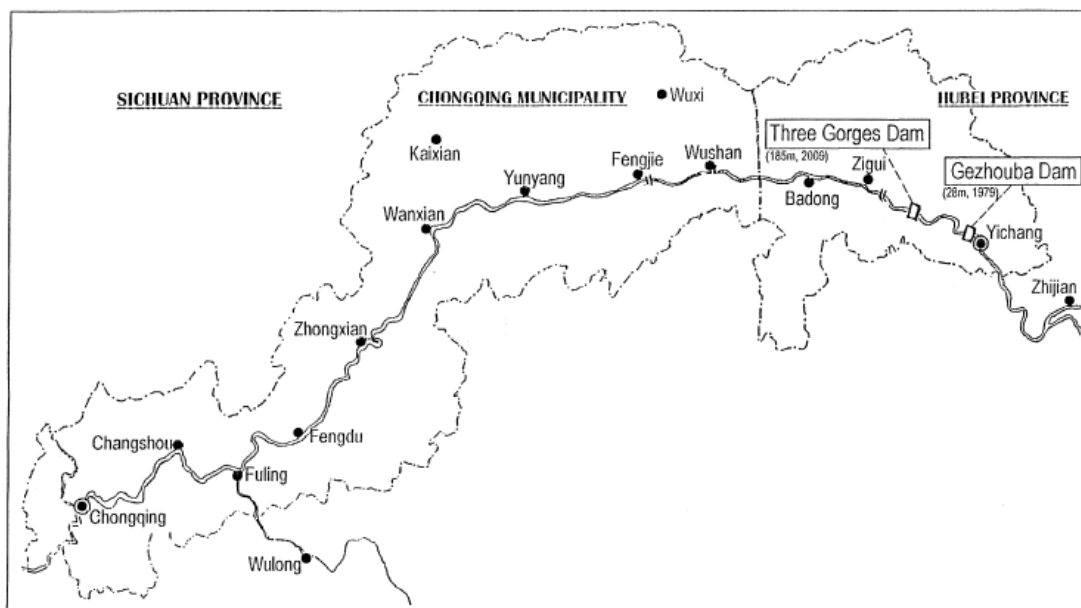 SICHUAN PROVINCE
CHONGQING MUNICIPALITY
HUBEI PROVINCE
Wuxi
Kaixian
Three Gorges Dam
(185m, 2009)
Gezhouba Dam
(28m, 1979)
Fengjie
Wushan
Zigui
Yunyang
Badong
Wanxian
Yichang
Zhijian
Zhongxian
Changshou
Fengdu
Fuling
Chongqing
Wulong